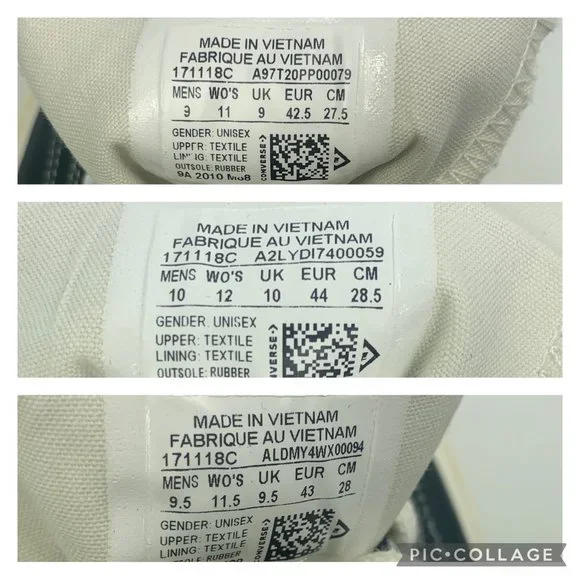 MADE IN VIETNAM
FABRIQUE AU VIETNAM
171118C A97T20PP00079
MENS WO'S UK EUR CM
9 11 9 42.5 27.5
GENDER: UNISEX
UPPER: TEXTILE
TEXTILE
OUTSOLE: RUBBER
9A 2010
CONVERSE
MADE IN VIETNAM
FABRIQUE AU VIETNAM
171118C A2LYDI7400059
MENS WO'S UK EUR CM
10 12 10 44 28.5
GENDER: UNISEX
UPPER: TEXTILE
LINING: TEXTILE
OUTSOLE: RUBBER
MADE IN VIETNAM
FABRIQUE AU VIETNAM
171118C ALDMY4WX00094
MENS WO'S UK EUR CM
9.5 11.5 9.5 43 28
GENDER: UNISEX
UPPER: TEXTILE
LINING: TEXTILE
CONVERSE
PIC•COLLAGE